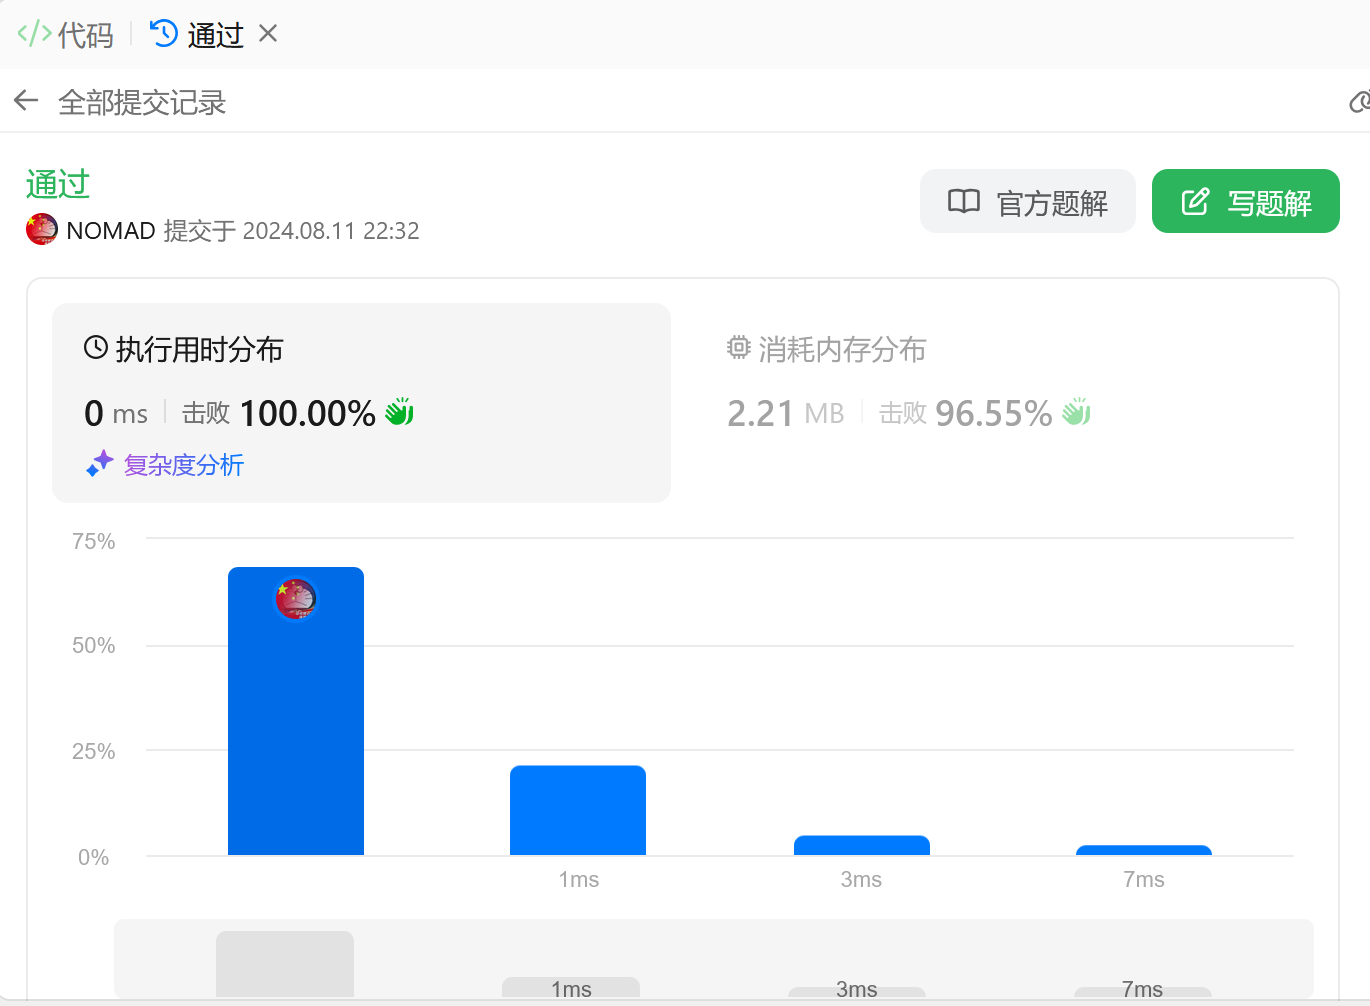 </> 代码 通过
全部提交记录
通过
NOMAD 提交于 2024.08.11 22:32
官方题解
写题解
执行用时分布
0 ms 击败 100.00%
复杂度分析
消耗内存分布
2.21 MB 击败 96.55%
75%
50%
25%
0%
1ms 3ms 7ms
1ms 3ms 7ms